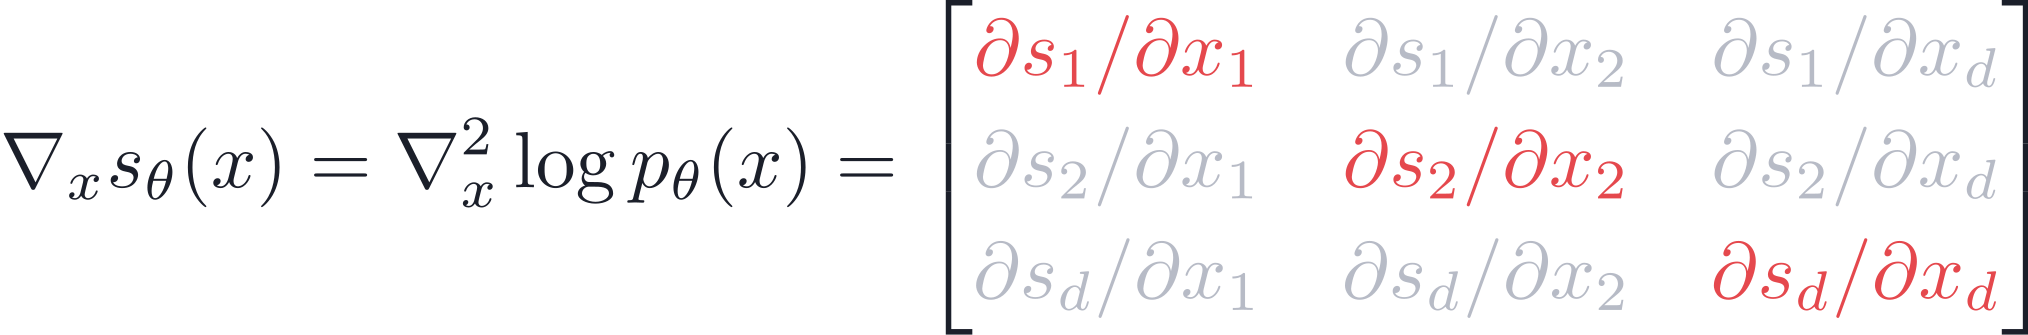 ∂s₁/∂x₁ ∂s₁/∂x₂ ∂s₁/∂x_d
∇ₓs_θ(x) = ∇ₓ² log p_θ(x) = [∂s₂/∂x₁ ∂s₂/∂x₂ ∂s₂/∂x_d]
∂s_d/∂x₁ ∂s_d/∂x₂ ∂s_d/∂x_d